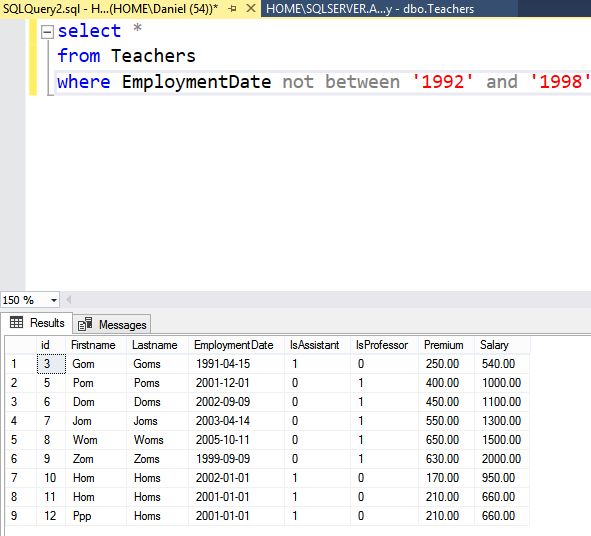 SQLQuery2.sql - H...(HOME\Daniel (54))* HOME\SQLSERVER.A...y - dbo.Teachers
select *
from Teachers
where EmploymentDate not between '1992' and '1998'
150 %
Results Messages
id Firstname Lastname EmploymentDate IsAssistant IsProfessor Premium Salary
1 3 Gom Goms 1991-04-15 1 0 250.00 540.00
2 5 Pom Poms 2001-12-01 0 1 400.00 1000.00
3 6 Dom Doms 2002-09-09 0 1 450.00 1100.00
4 7 Jom Joms 2003-04-14 0 1 550.00 1300.00
5 8 Wom Woms 2005-10-11 0 1 650.00 1500.00
6 9 Zom Zoms 1999-09-09 0 1 630.00 2000.00
7 10 Hom Homs 2002-01-01 1 0 170.00 950.00
8 11 Hom Homs 2001-01-01 1 0 210.00 660.00
9 12 Ppp Homs 2001-01-01 1 0 210.00 660.00